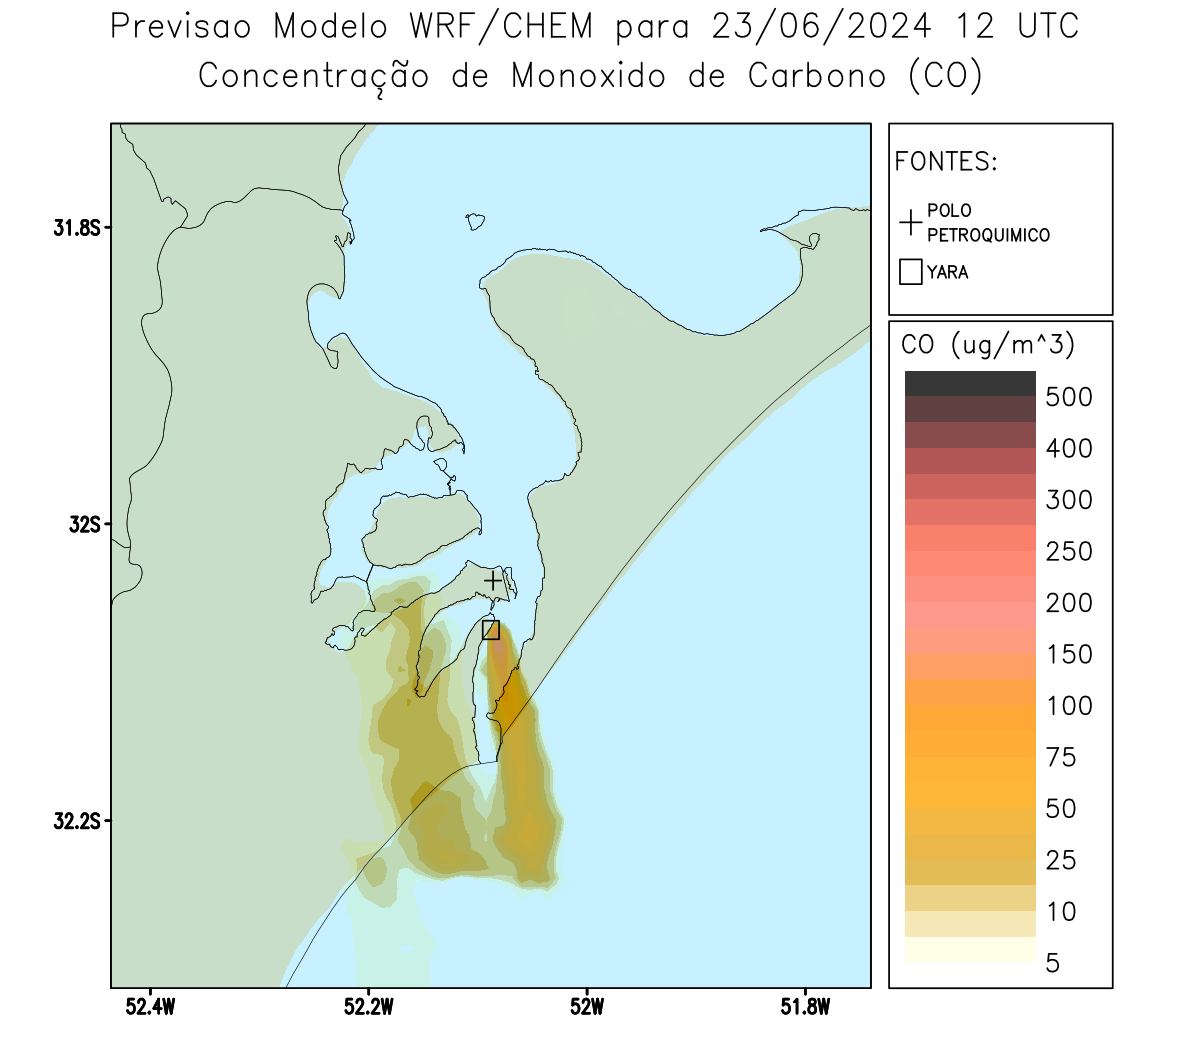 Previsao Modelo WRF/CHEM para 23/06/2024 12 UTC
Concentração de Monoxido de Carbono (CO)
FONTES:
POLO
PETROQUIMICO
YARA
CO (ug/m^3)
500
400
300
250
200
150
100
75
50
25
10
5
31.8S
32S
32.2S
52.4W
52.2W
52W
51.8W